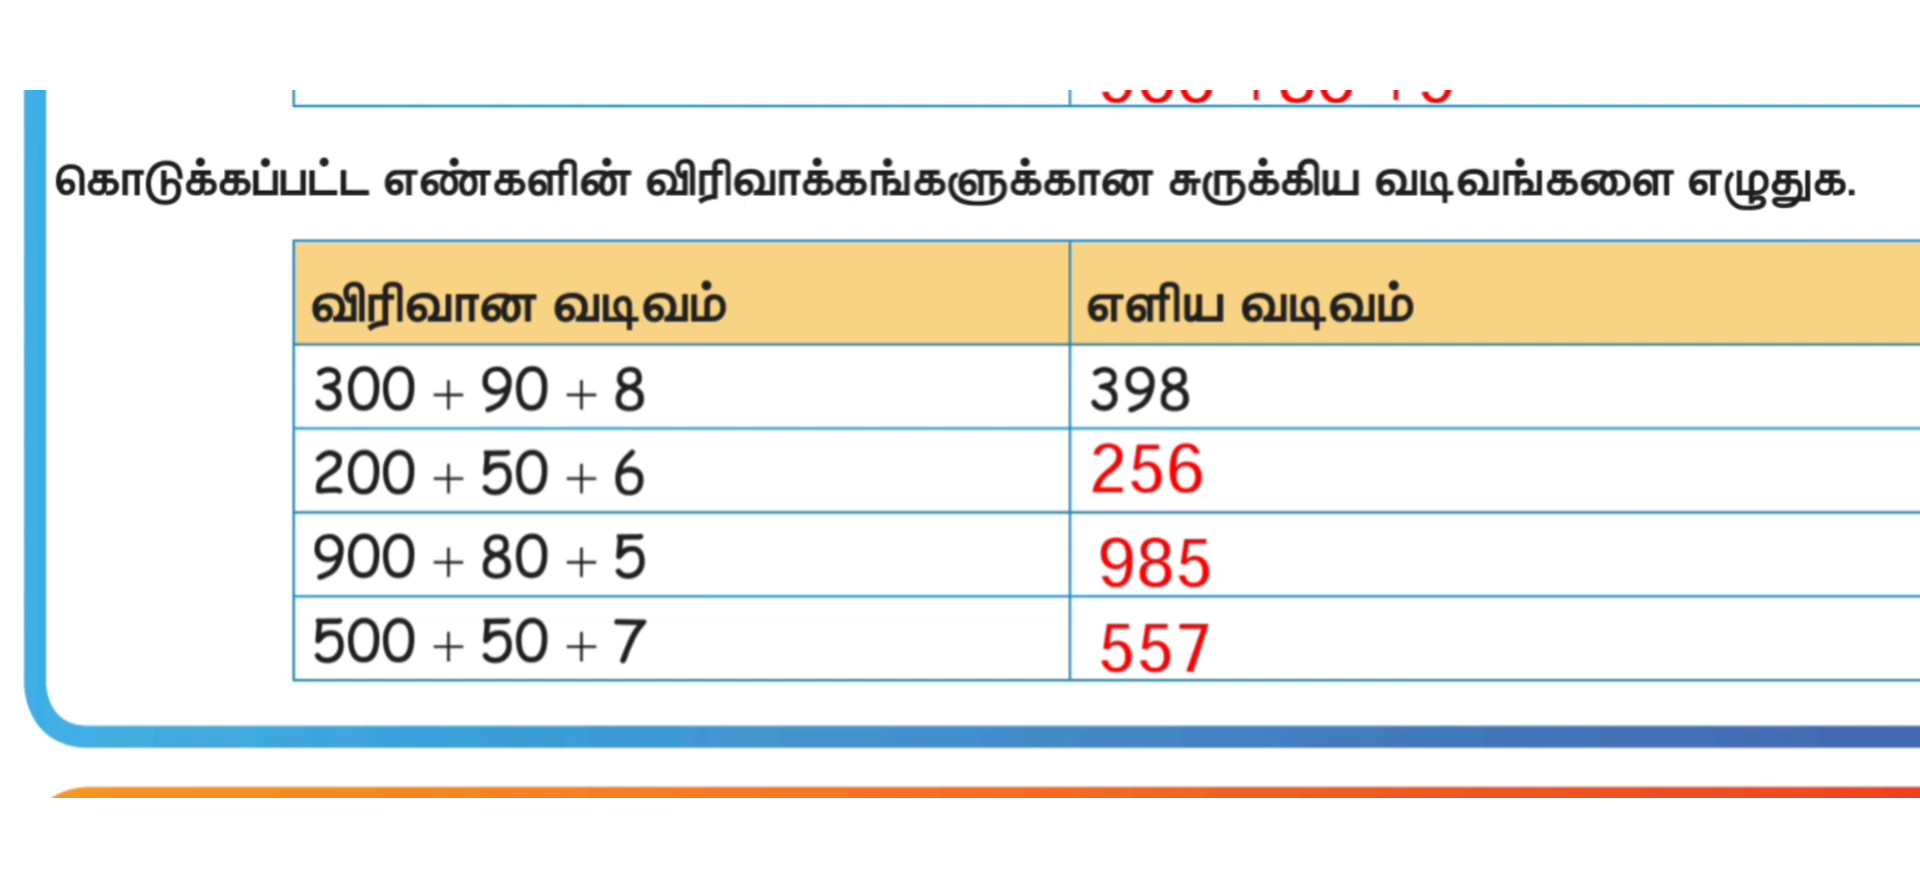 கொடுக்கப்பட்ட எண்களின் விரிவாக்கங்களுக்கான சுருக்கிய வடிவங்களை எழுதுக.
விரிவான வடிவம் எளிய வடிவம்
300 + 90 + 8 398
200 + 50 + 6 256
900 + 80 + 5 985
500 + 50 + 7 557